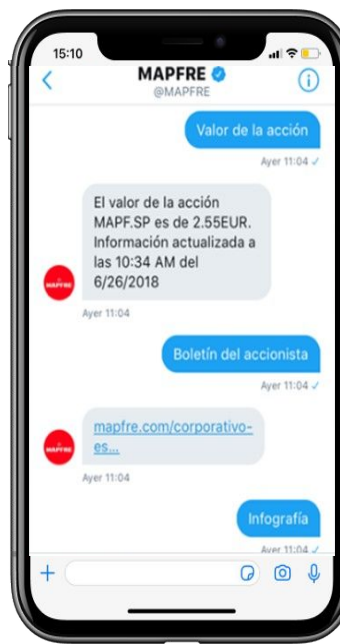 15:10
MAPFRE
@MAPFRE
Valor de la acción
Ayer 11:04 ✓
El valor de la acción
MAPF.SP es de 2.55EUR.
Información actualizada a
las 10:34 AM del
6/26/2018
MAPFRE
Ayer 11:04
Boletín del accionista
Ayer 11:04 ✓
mapfre.com/corporativo-
es...
MAPFRE
Ayer 11:04
Infografía
Ayer 11:04 ✓